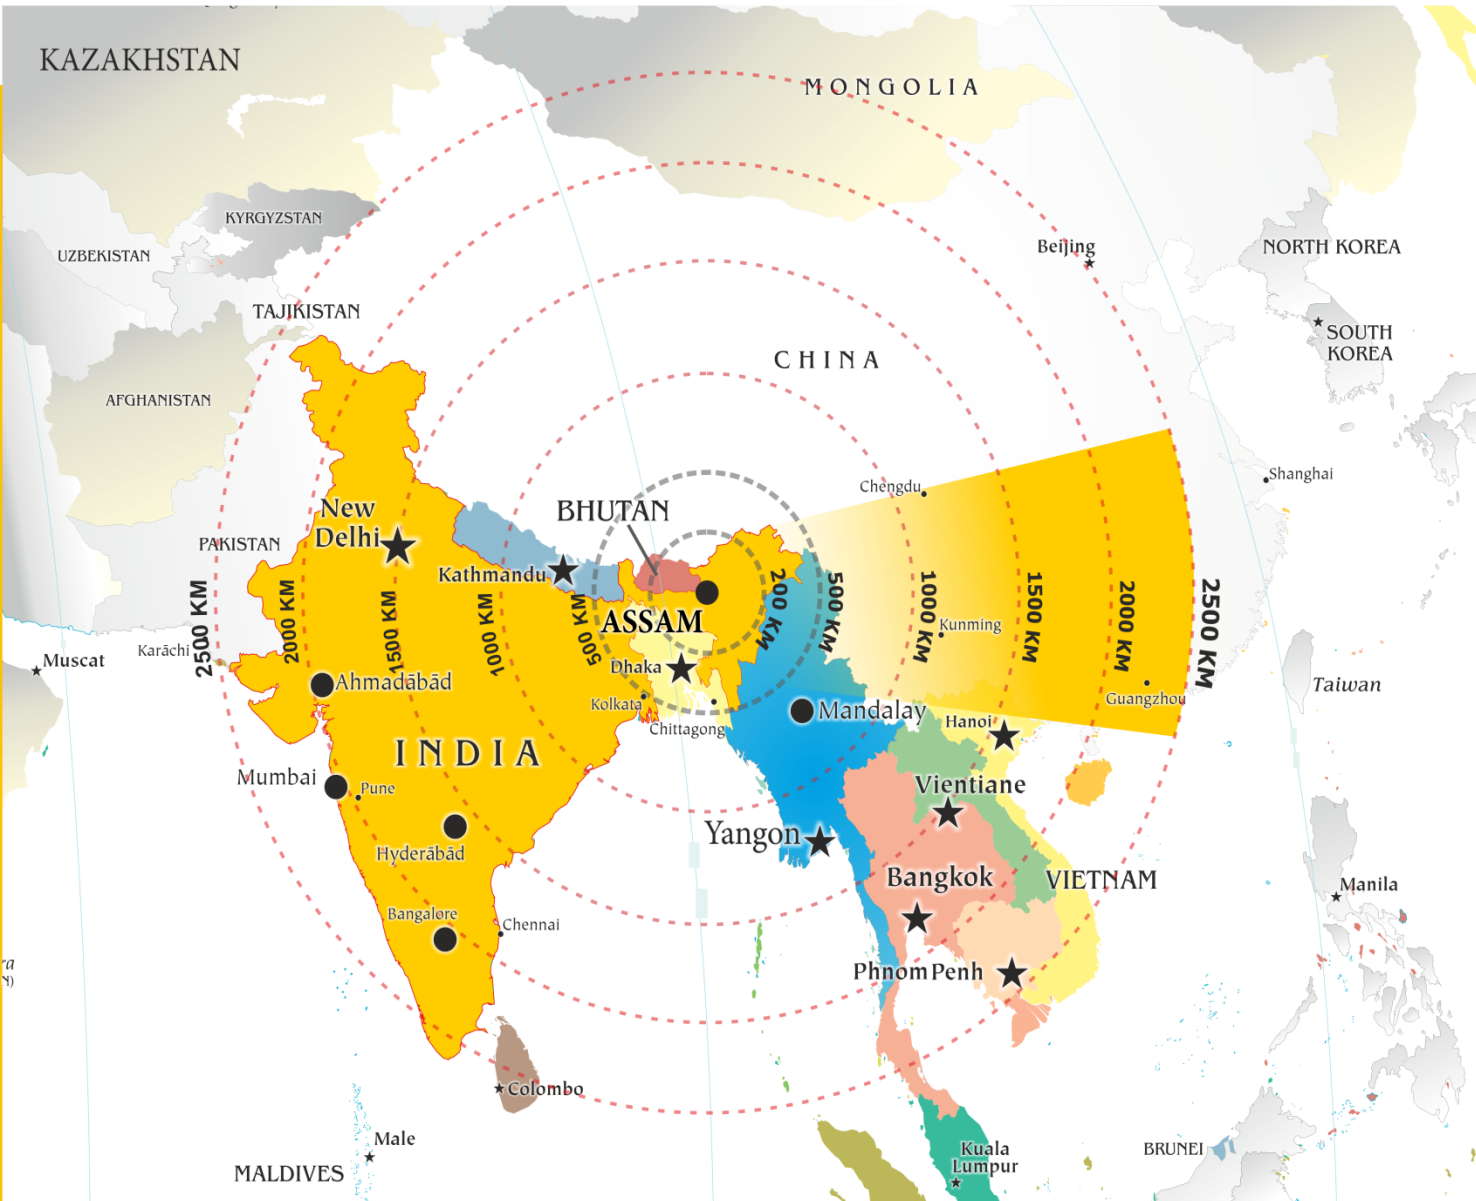 KAZAKHSTAN
MONGOLIA
KYRGYZSTAN
UZBEKISTAN
Beijing
NORTH KOREA
TAJIKISTAN
SOUTH
KOREA
CHINA
AFGHANISTAN
Shanghai
Chengdu
New
Delhi
BHUTAN
PAKISTAN
Kathmandu
2500 KM
2000 KM
1500 KM
1000 KM
500 KM
200 KM
500 KM
1000 KM
1500 KM
2000 KM
2500 KM
ASSAM
Kunming
Karāchi
Muscat
Dhaka
Ahmadābād
Kolkata
Chittagong
Mandalay
Hanoi
Guangzhou
Taiwan
INDIA
Mumbai
Pune
Vientiane
Yangon
Hyderābād
Bangkok
VIETNAM
Manila
Bangalore
Chennai
Phnom Penh
ra
N)
Colombo
Male
MALDIVES
Kuala
Lumpur
BRUNEI